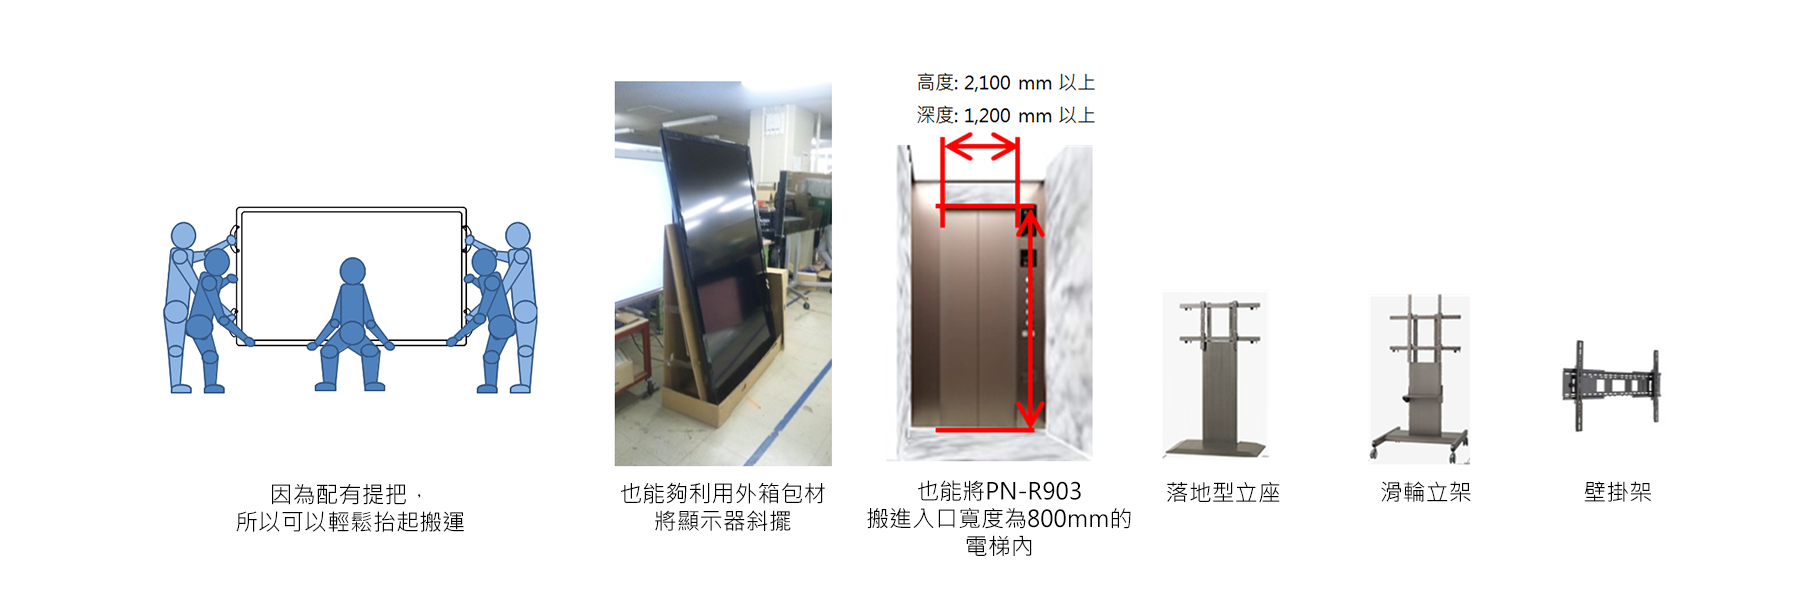 高度: 2,100 mm 以上
深度: 1,200 mm 以上
因為配有提把，
所以可以輕鬆抬起搬運
也能夠利用外箱包材
將顯示器斜擺
也能將PN-R903
搬進入口寬度為800mm的
電梯內
落地型立座
滑輪立架
壁掛架